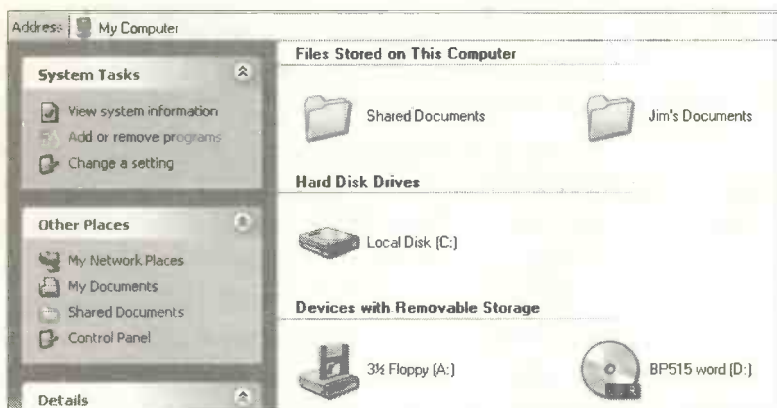 Address My Computer
System Tasks
View system information
Add or remove programs
Change a setting
Other Places
My Network Places
My Documents
Shared Documents
Control Panel
Details
Files Stored on This Computer
Shared Documents
Jim's Documents
Hard Disk Drives
Local Disk (C:)
Devices with Removable Storage
3½ Floppy (A:)
BP515 word (D:)